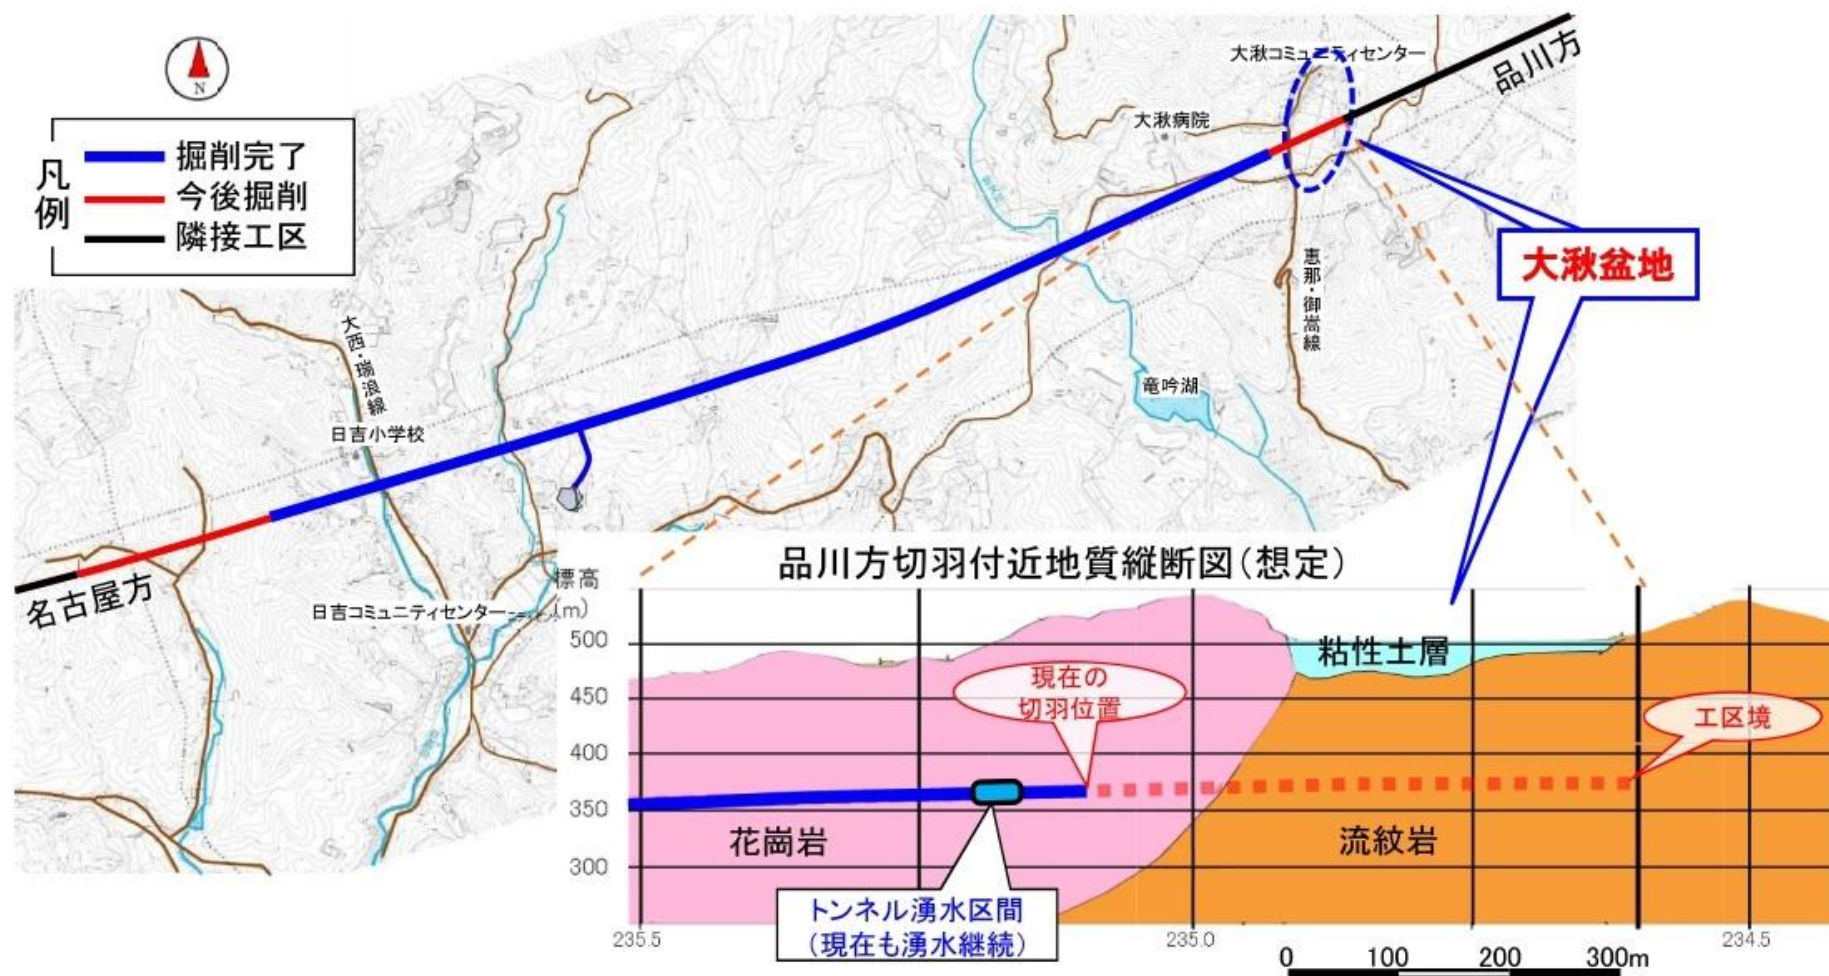 大湫コミュニティセンター
品川方
大湫病院
N
凡例
掘削完了
今後掘削
隣接工区
大湫盆地
恵那・御嵩線
大西・瑞浪線
竜吟湖
日吉小学校
名古屋方
日吉コミュニティセンター
品川方切羽付近地質縦断図(想定)
標高
(m)
500
450
400
350
300
粘性土層
現在の
切羽位置
工区境
花崗岩
流紋岩
トンネル湧水区間
(現在も湧水継続)
235.5
235.0
234.5
0 100 200 300m